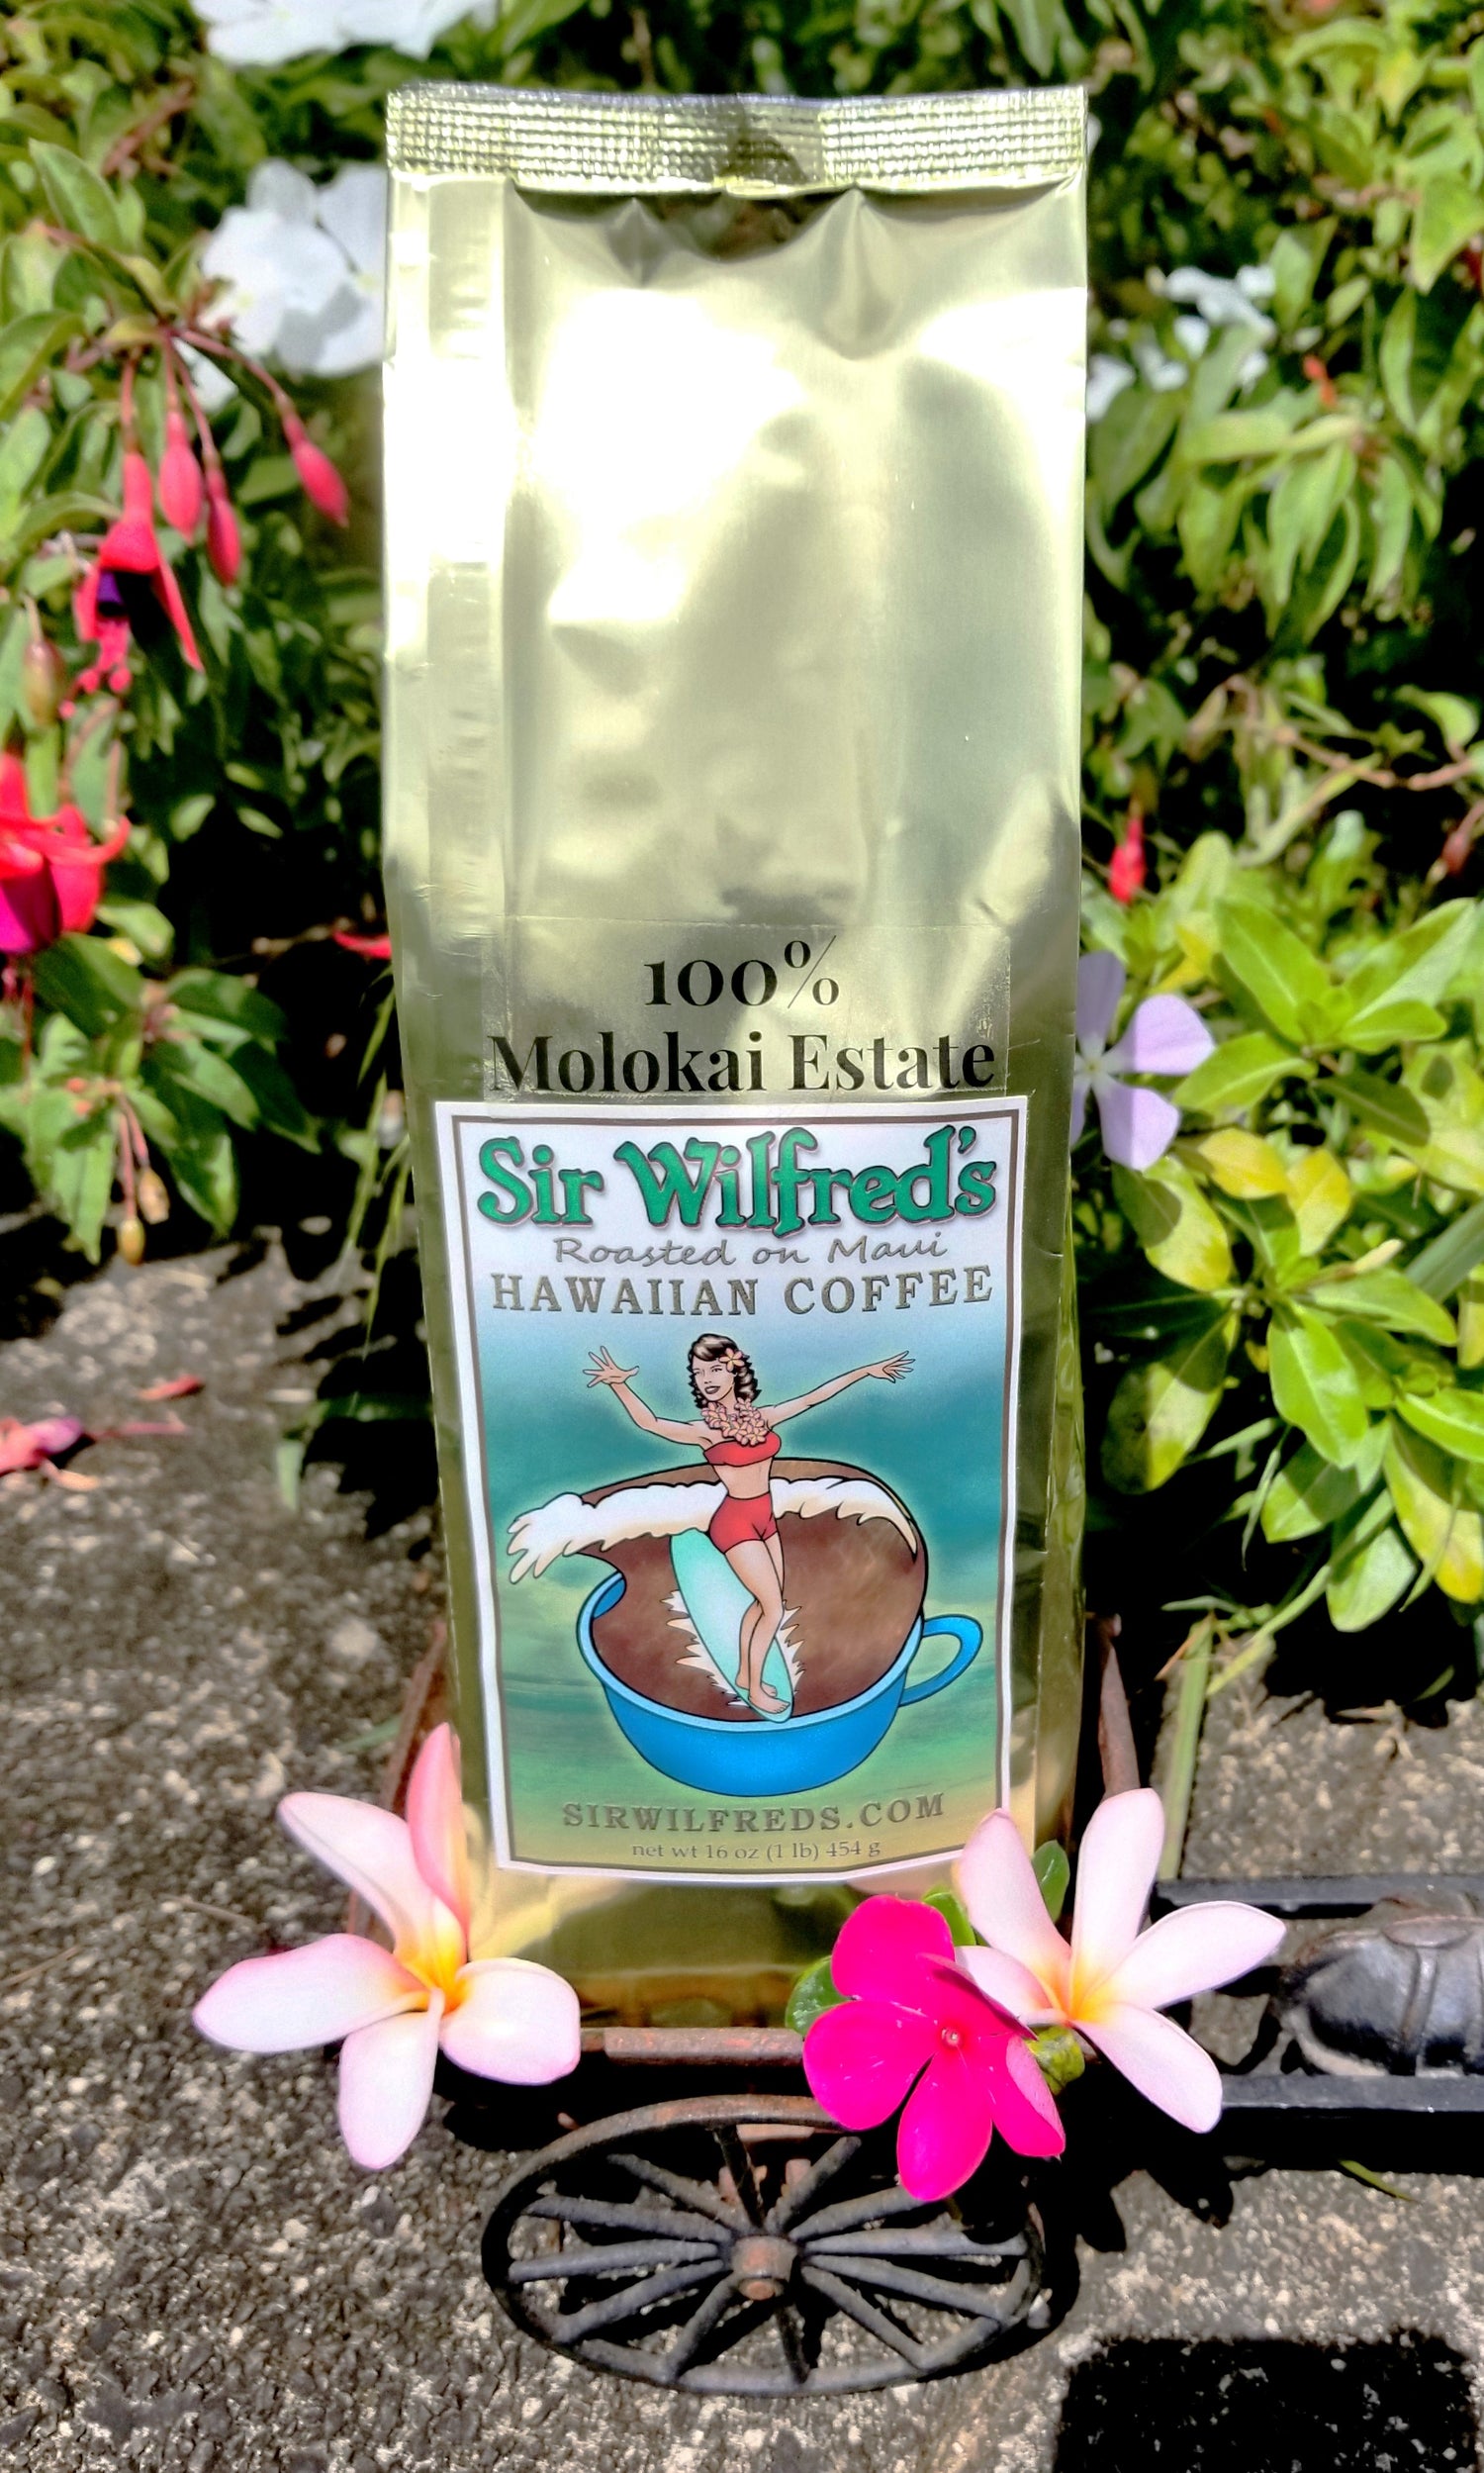 100%
Molokai Estate
Sir Wilfred's
Roasted on Maui
HAWAIIAN COFFEE
SIRWILFREDS.COM
net wt 16 oz (1 lb) 454 g